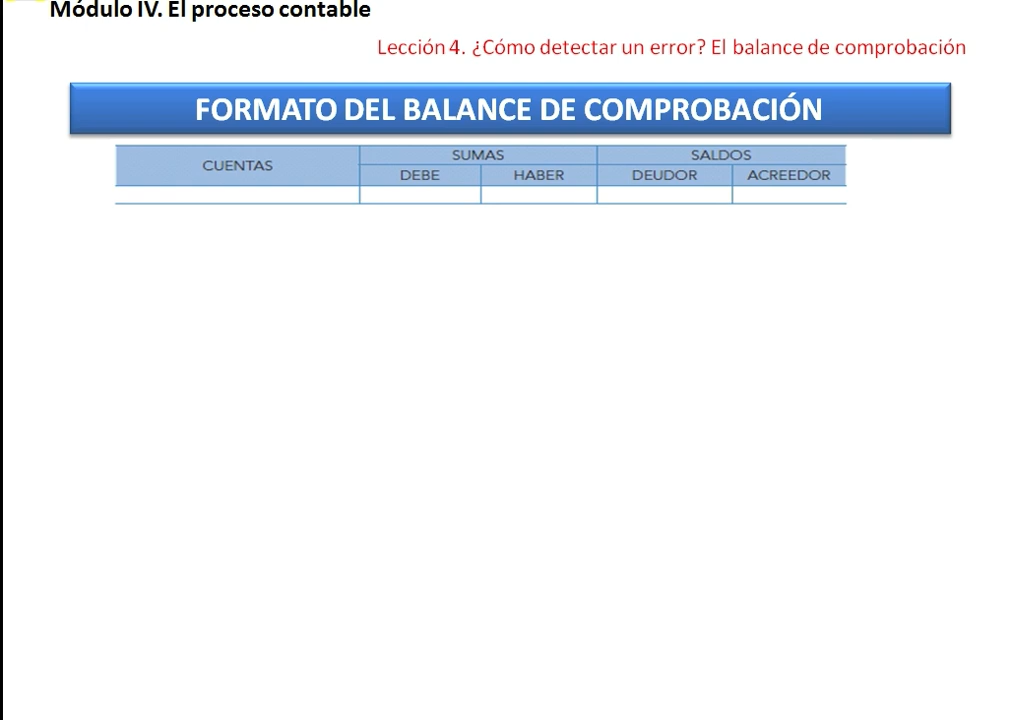 Módulo IV. El proceso contable
Lección 4. ¿Cómo detectar un error? El balance de comprobación
FORMATO DEL BALANCE DE COMPROBACIÓN
CUENTAS SUMAS SALDOS
DEBE HABER DEUDOR ACREEDOR